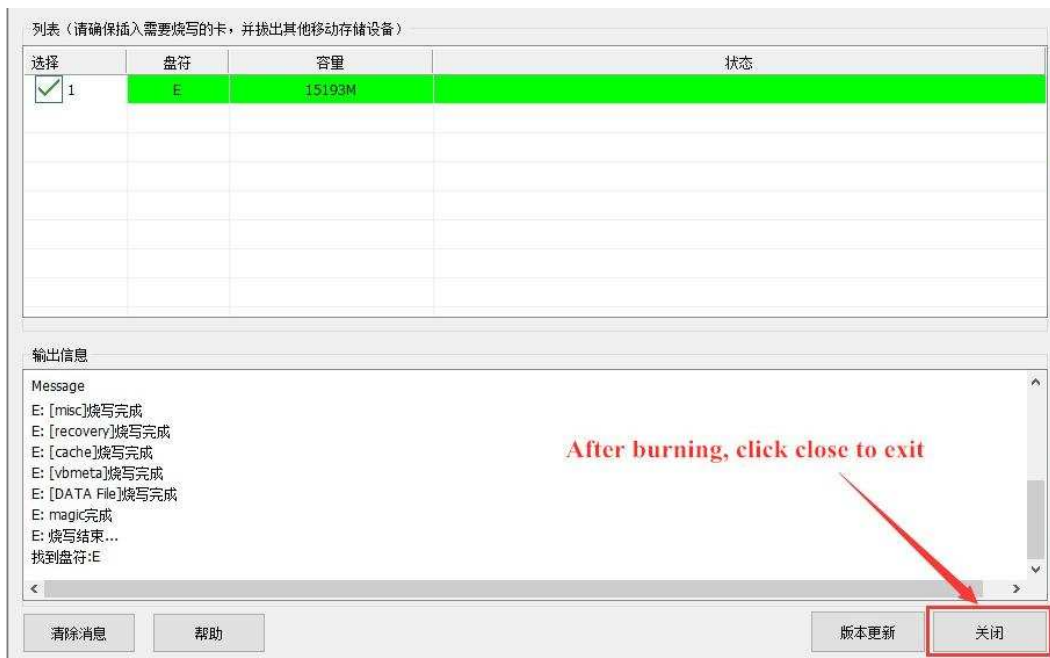 列表（请确保插入需要烧写的卡，并拔出其他移动存储设备）
选择 盘符 容量 状态
1 E 15193M
输出信息
Message
E: [misc]烧写完成
E: [recovery]烧写完成
E: [cache]烧写完成
E: [vbmeta]烧写完成
E: [DATA File]烧写完成
E: magic完成
E: 烧写结束...
找到盘符:E
After burning, click close to exit
清除消息 帮助 版本更新 关闭